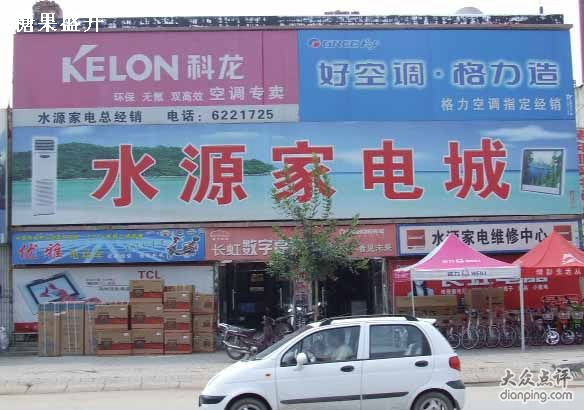 糖果盛开
KELON 科龙
环保 无氟 双高效 空调专卖
GREE格力
好空调·格力造
格力空调指定经销
水源家电总经销 电话：6221725
水源家电城
优雅
长虹数字
水源家电维修中心
TCL
大众点评
dianping.com